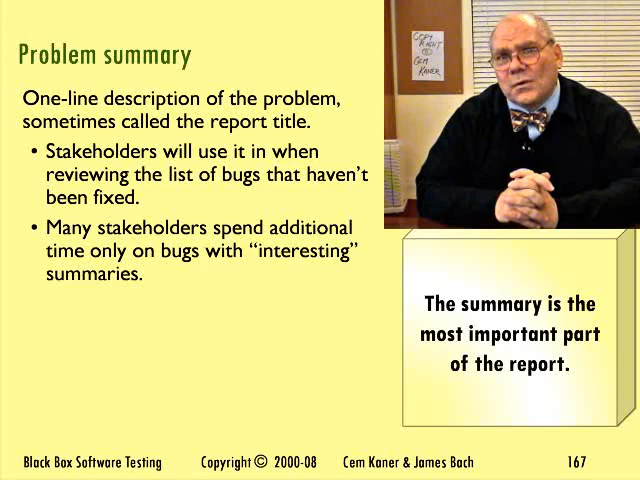 Problem summary
One-line description of the problem,
sometimes called the report title.
• Stakeholders will use it in when
reviewing the list of bugs that haven't
been fixed.
• Many stakeholders spend additional
time only on bugs with “interesting”
summaries.
COPY
RIGHT
©
CEM
KANER
The summary is the
most important part
of the report.
Black Box Software Testing Copyright © 2000-08 Cem Kaner & James Bach 167